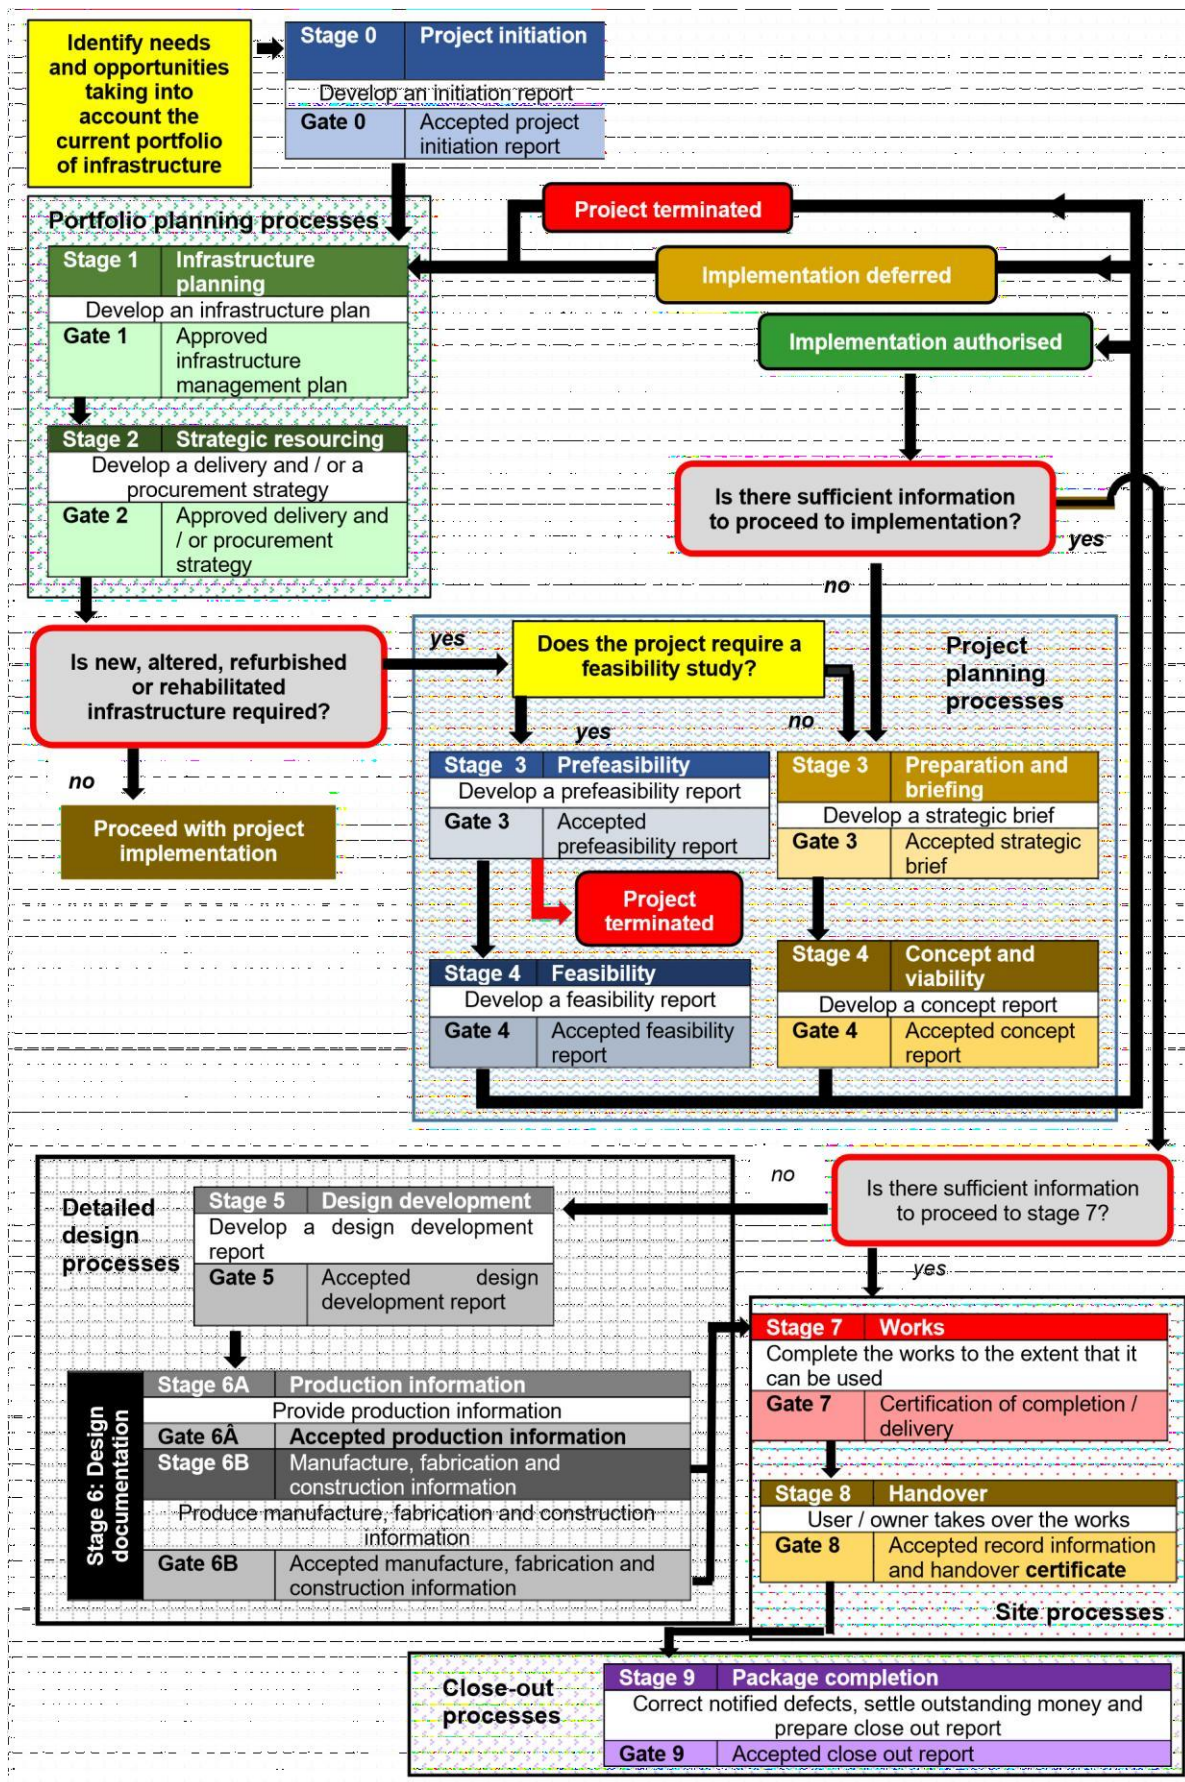 Identify needs
and opportunities
taking into
account the
current portfolio
of infrastructure
Stage 0 Project initiation
Develop an initiation report
Gate 0 Accepted project
initiation report
Project terminated
Implementation deferred
Implementation authorised
Portfolio planning processes
Stage 1 Infrastructure
planning
Develop an infrastructure plan
Gate 1 Approved
infrastructure
management plan
Stage 2 Strategic resourcing
Develop a delivery and / or a
procurement strategy
Gate 2 Approved delivery and
/ or procurement
strategy
Is there sufficient information
to proceed to implementation?
yes
no
Is new, altered, refurbished
or rehabilitated
infrastructure required?
yes
no
Proceed with project
implementation
Does the project require a
feasibility study?
Project
planning
processes
yes
no
Stage 3 Prefeasibility
Develop a prefeasibility report
Gate 3 Accepted
prefeasibility report
Project
terminated
Stage 4 Feasibility
Develop a feasibility report
Gate 4 Accepted feasibility
report
Stage 3 Preparation and
briefing
Develop a strategic brief
Gate 3 Accepted strategic
brief
Stage 4 Concept and
viability
Develop a concept report
Gate 4 Accepted concept
report
Is there sufficient information
to proceed to stage 7?
no
yes
Detailed
design
processes
Stage 5 Design development
Develop a design development
report
Gate 5 Accepted design
development report
Stage 6: Design
documentation
Stage 6A Production information
Provide production information
Gate 6Â Accepted production information
Stage 6B Manufacture, fabrication and
construction information
Produce manufacture, fabrication and construction
information
Gate 6B Accepted manufacture, fabrication and
construction information
Stage 7 Works
Complete the works to the extent that it
can be used
Gate 7 Certification of completion /
delivery
Stage 8 Handover
User / owner takes over the works
Gate 8 Accepted record information
and handover certificate
Site processes
Close-out
processes
Stage 9 Package completion
Correct notified defects, settle outstanding money and
prepare close out report
Gate 9 Accepted close out report